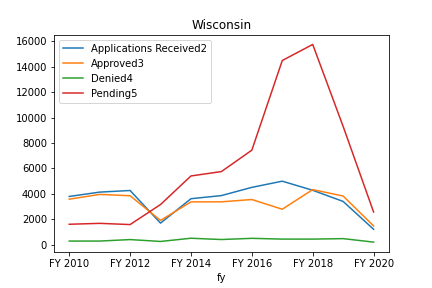 Wisconsin
16000
14000
12000
10000
8000
6000
4000
2000
0
Applications Received2
Approved3
Denied4
Pending5
FY 2010 FY 2012 FY 2014 FY 2016 FY 2018 FY 2020
fy